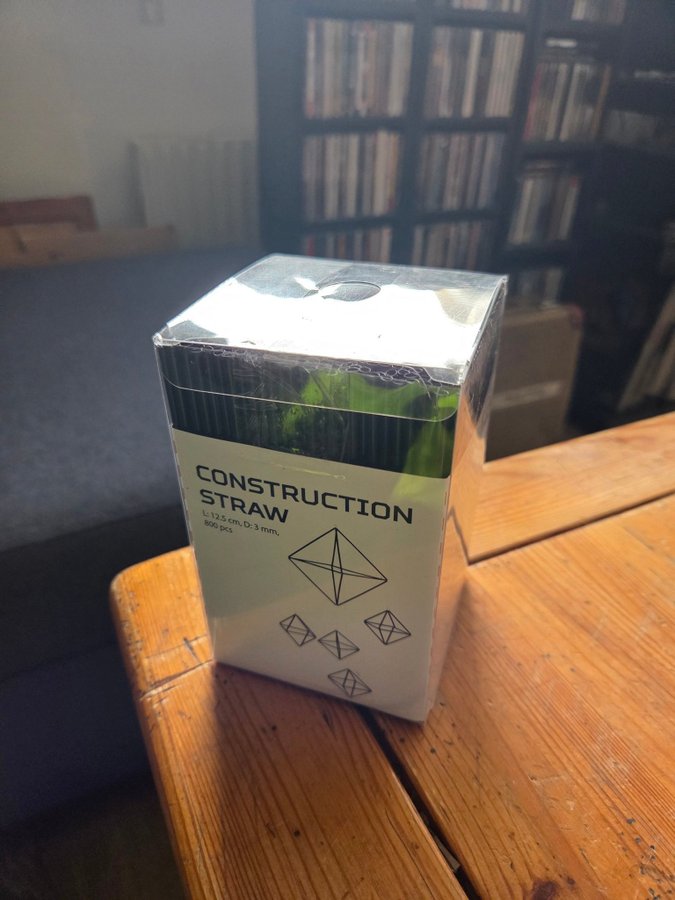 CONSTRUCTION
STRAW
L: 12.5 cm, D: 3 mm,
800 pcs